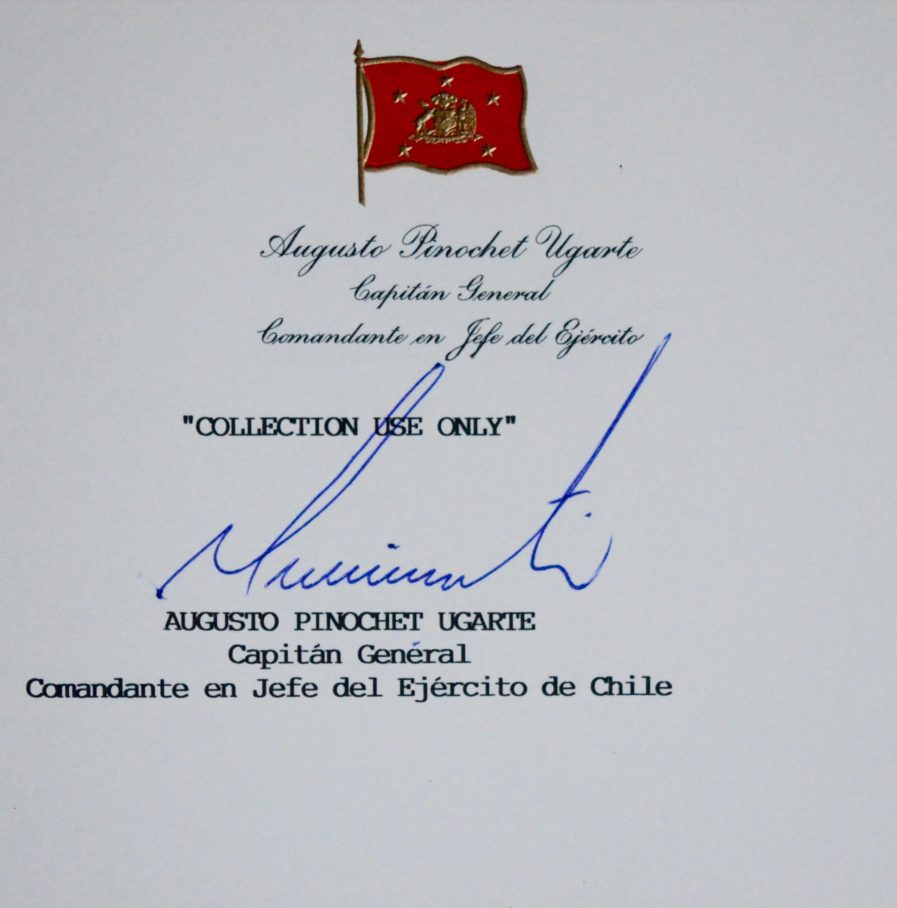 Augusto Pinochet Ugarte
Capitán General
Comandante en Jefe del Ejército
"COLLECTION USE ONLY"
AUGUSTO PINOCHET UGARTE
Capitán General
Comandante en Jefe del Ejército de Chile